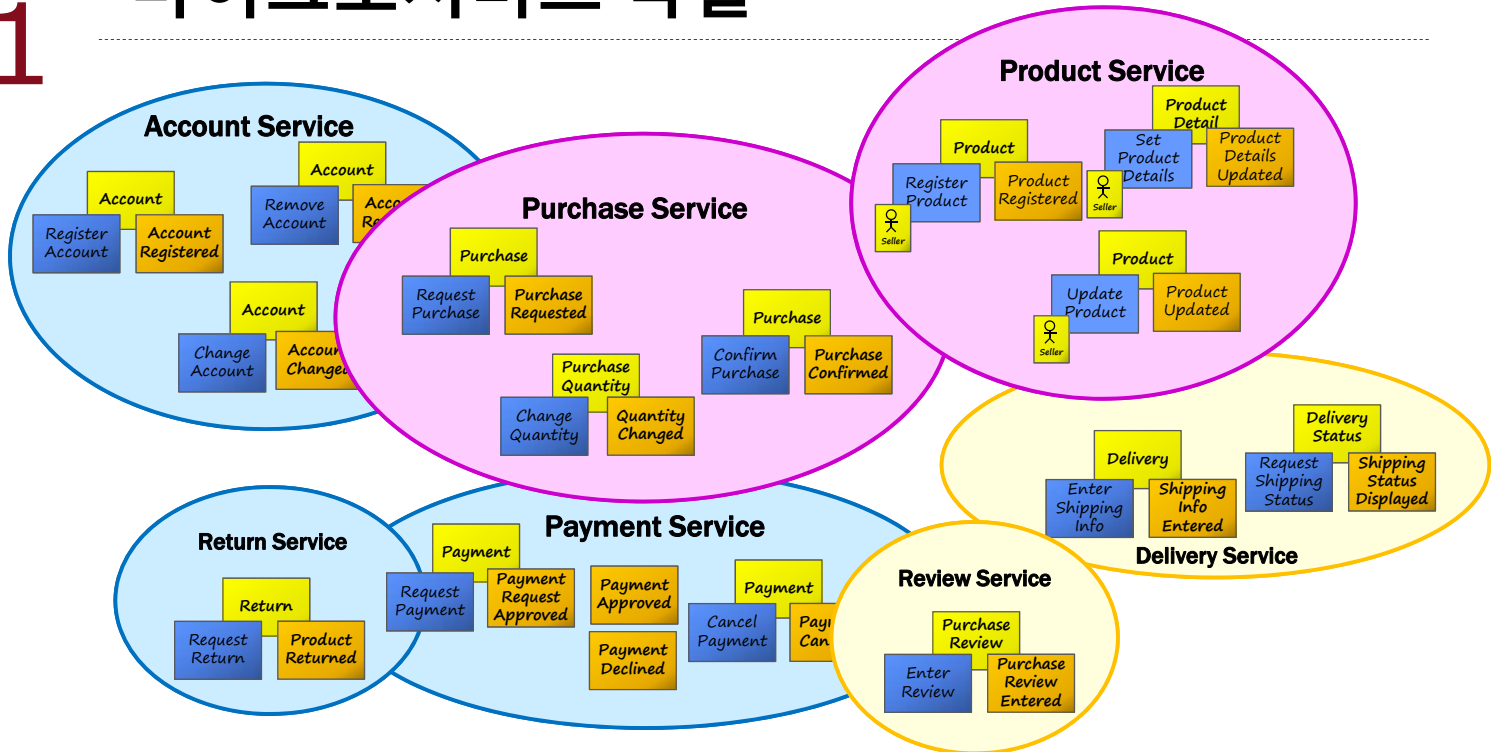 1
Account Service
Account
Register
Account
Account
Registered
Account
Remove
Account
Account
Change
Account
Purchase Service
Purchase
Request
Purchase
Purchase
Requested
Purchase
Quantity
Change
Quantity
Quantity
Changed
Purchase
Confirm
Purchase
Purchase
Confirmed
Product Service
Product
Register
Product
Product
Registered
Seller
Product
Detail
Set
Product
Details
Product
Details
Updated
Seller
Product
Update
Product
Product
Updated
Seller
Return Service
Return
Request
Return
Product
Returned
Payment Service
Payment
Request
Payment
Payment
Request
Approved
Payment
Approved
Payment
Declined
Payment
Cancel
Payment
Review Service
Purchase
Review
Enter
Review
Purchase
Review
Entered
Delivery
Enter
Shipping
Info
Shipping
Info
Entered
Delivery
Status
Request
Shipping
Status
Shipping
Status
Displayed
Delivery Service